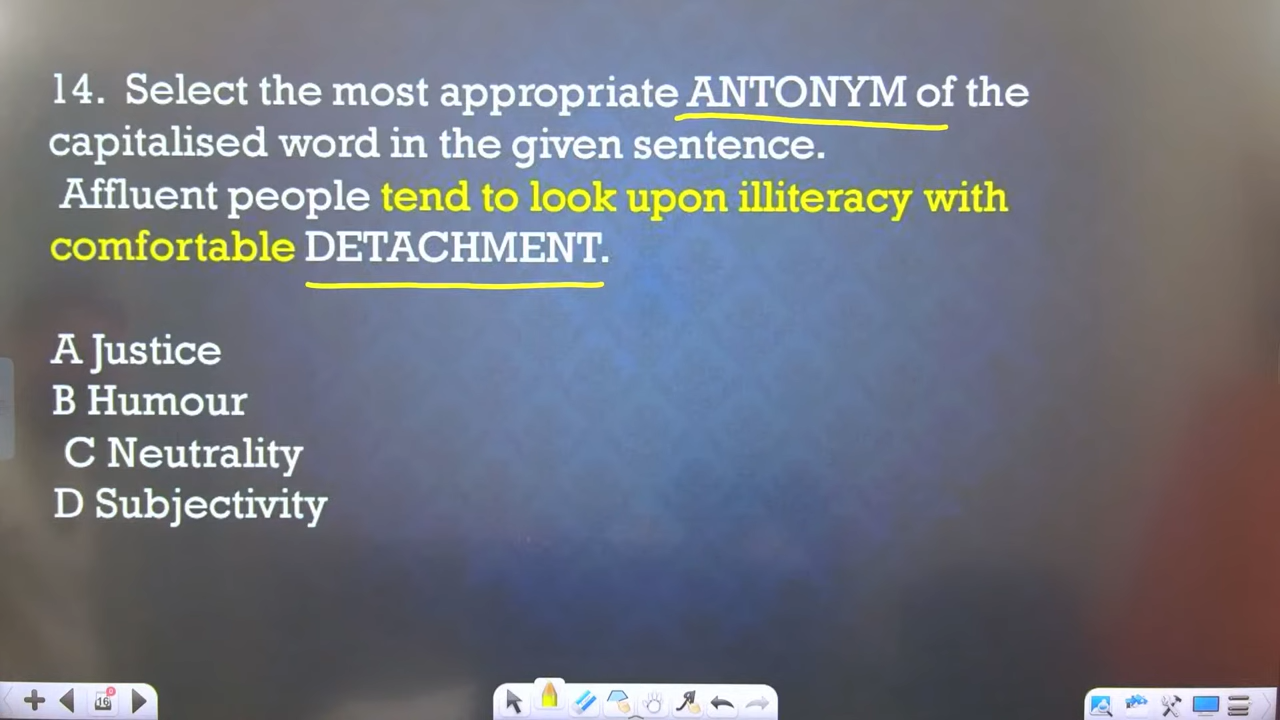 14. Select the most appropriate ANTONYM of the
capitalised word in the given sentence.
Affluent people tend to look upon illiteracy with
comfortable DETACHMENT.
A Justice
B Humour
C Neutrality
D Subjectivity
16